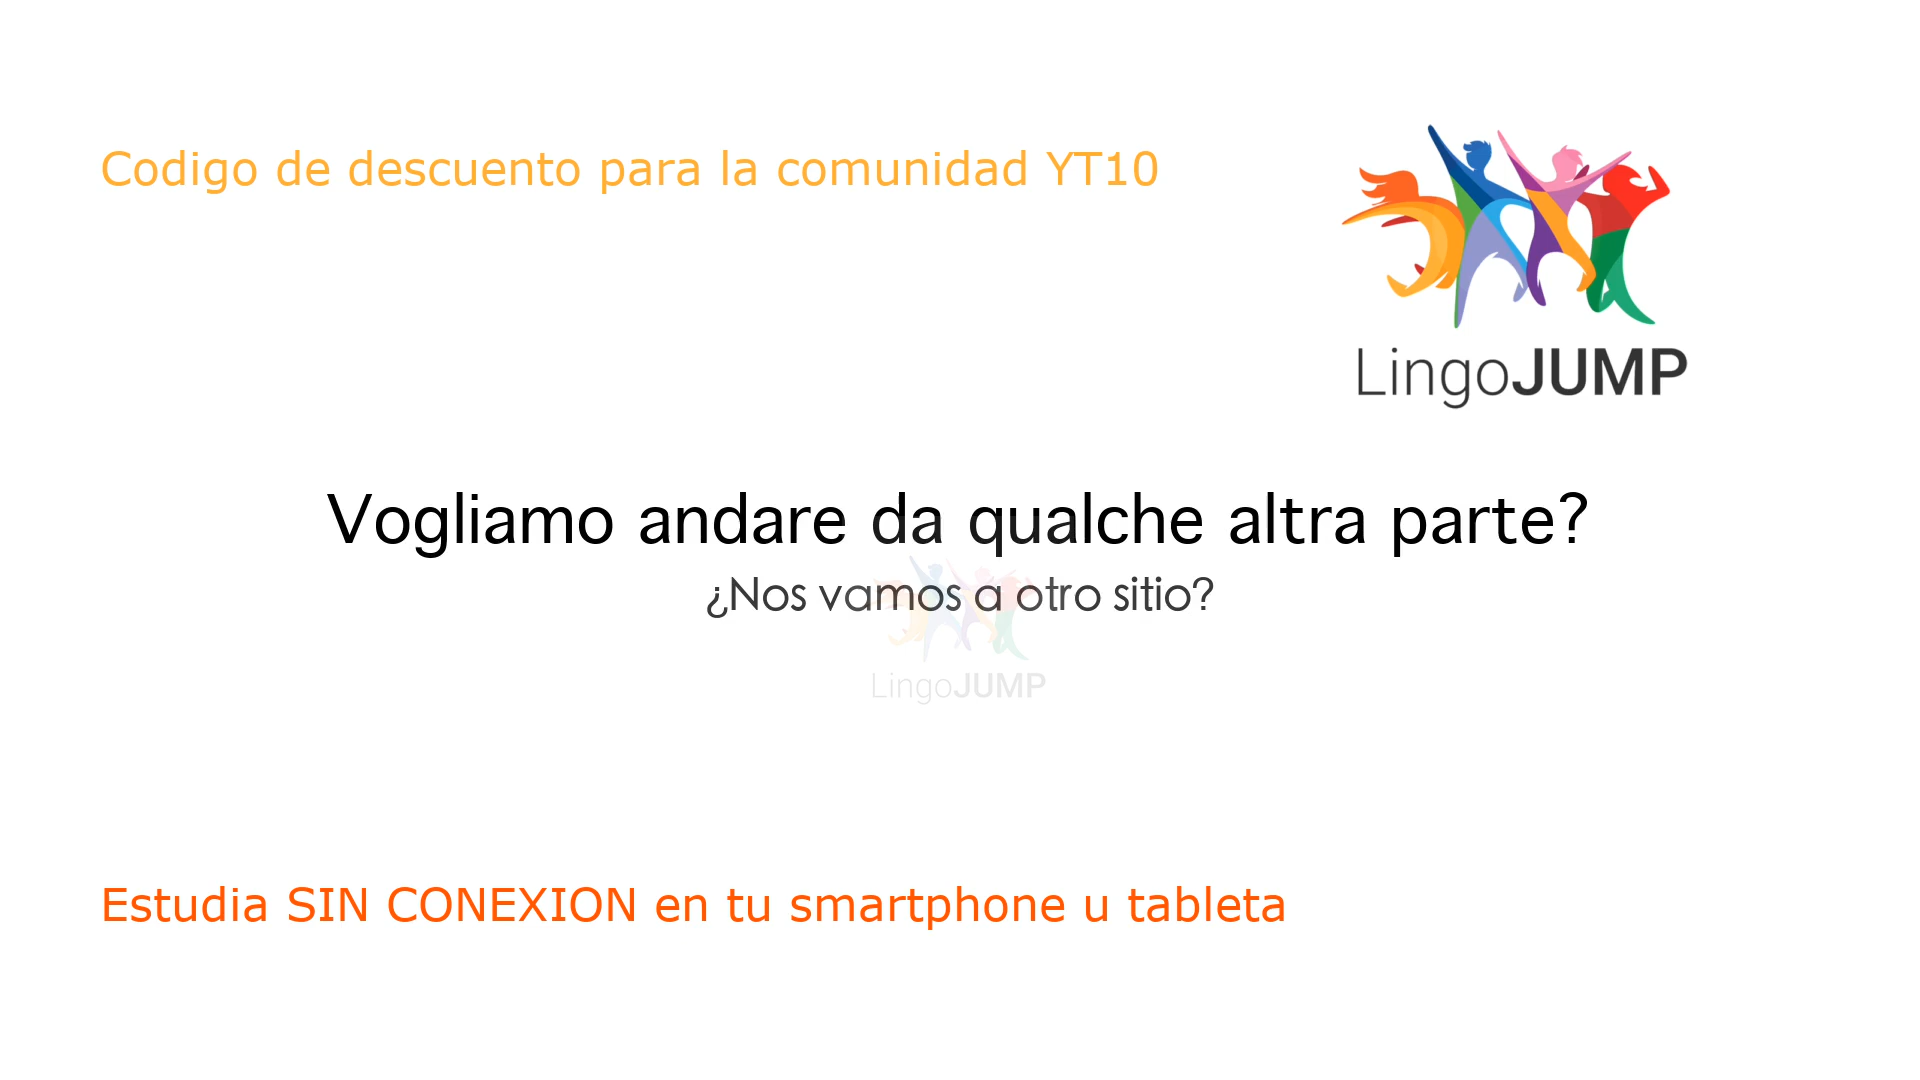 Codigo de descuento para la comunidad YT10
LingoJUMP
Vogliamo andare da qualche altra parte?
¿Nos vamos a otro sitio?
LingoJUMP
Estudia SIN CONEXION en tu smartphone u tableta